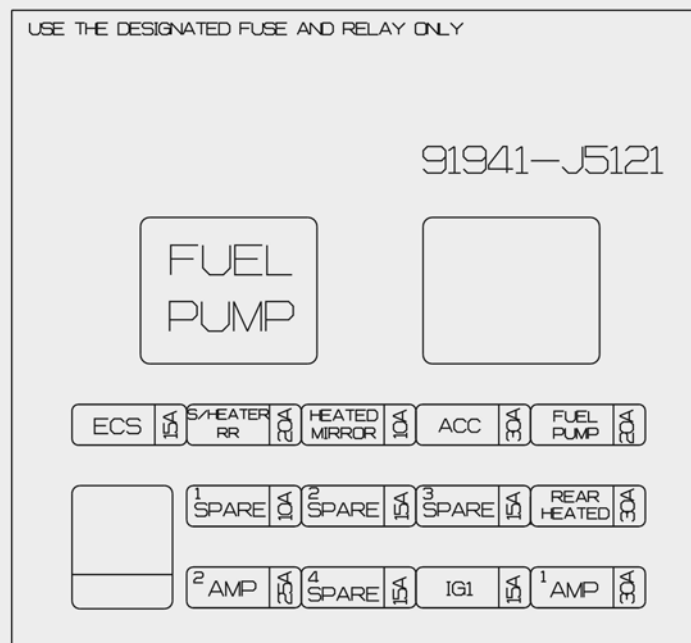 USE THE DESIGNATED FUSE AND RELAY ONLY
91941-J5121
FUEL
PUMP
ECS 15A
S/HEATER
RR 20A
HEATED
MIRROR 10A
ACC 30A
FUEL
PUMP 20A
1 SPARE 10A
2 SPARE 15A
3 SPARE 15A
REAR
HEATED 30A
2 AMP 25A
4 SPARE 15A
IG1 15A
1 AMP 30A